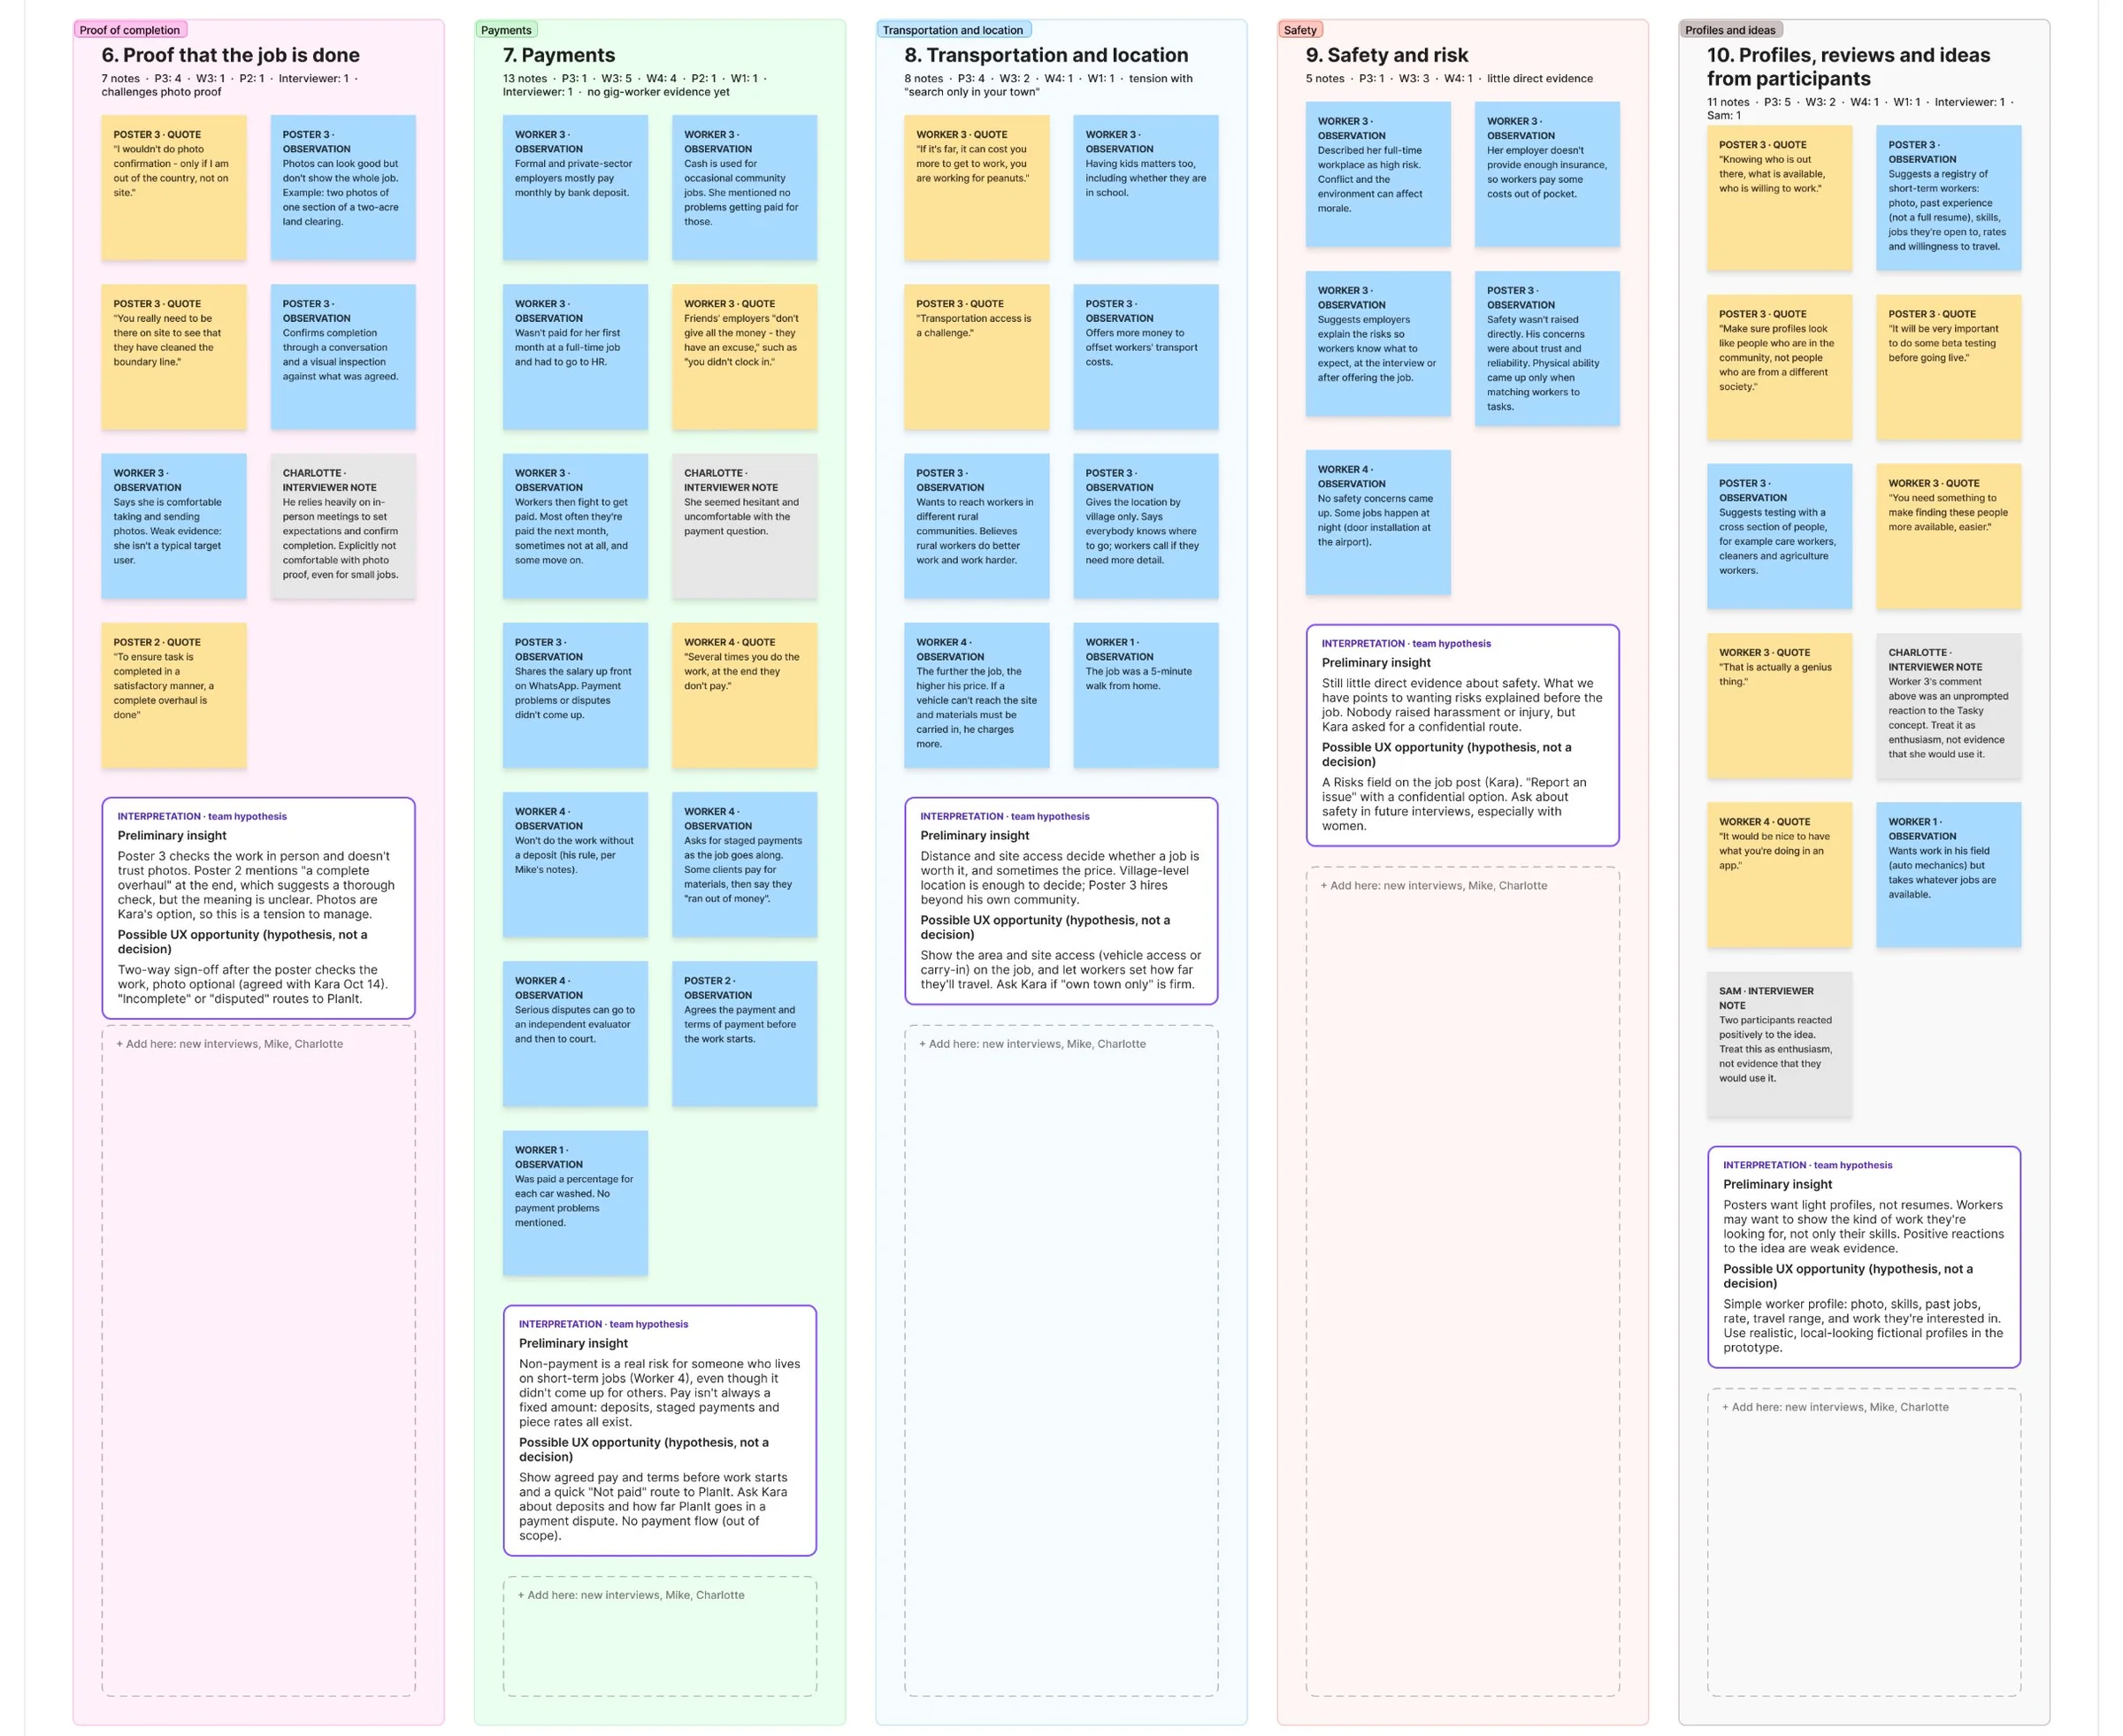 Proof of completion
6. Proof that the job is done
7 notes · P3: 4 · W3: 1 · P2: 1 · Interviewer: 1 ·
challenges photo proof
POSTER 3 · QUOTE
"I wouldn't do photo
confirmation - only if I am
out of the country, not on
site."
POSTER 3 ·
OBSERVATION
Photos can look good but
don't show the whole job.
Example: two photos of
one section of a two-acre
land clearing.
POSTER 3 · QUOTE
"You really need to be
there on site to see that
they have cleaned the
boundary line."
POSTER 3 ·
OBSERVATION
Confirms completion
through a conversation
and a visual inspection
against what was agreed.
WORKER 3 ·
OBSERVATION
Says she is comfortable
taking and sending
photos. Weak evidence:
she isn't a typical target
user.
CHARLOTTE ·
INTERVIEWER NOTE
He relies heavily on in-
person meetings to set
expectations and confirm
completion. Explicitly not
comfortable with photo
proof, even for small jobs.
POSTER 2 · QUOTE
"To ensure task is
completed in a
satisfactory manner, a
complete overhaul is
done"
INTERPRETATION · team hypothesis
Preliminary insight
Poster 3 checks the work in person and doesn't
trust photos. Poster 2 mentions "a complete
overhaul" at the end, which suggests a thorough
check, but the meaning is unclear. Photos are
Kara's option, so this is a tension to manage.
Possible UX opportunity (hypothesis, not a
decision)
Two-way sign-off after the poster checks the
work, photo optional (agreed with Kara Oct 14).
"Incomplete" or "disputed" routes to PlanIt.
+ Add here: new interviews, Mike, Charlotte
Payments
7. Payments
13 notes · P3: 1 · W3: 5 · W4: 4 · P2: 1 · W1: 1 ·
Interviewer: 1 · no gig-worker evidence yet
WORKER 3 ·
OBSERVATION
Formal and private-sector
employers mostly pay
monthly by bank deposit.
WORKER 3 ·
OBSERVATION
Cash is used for
occasional community
jobs. She mentioned no
problems getting paid for
those.
WORKER 3 ·
OBSERVATION
Wasn't paid for her first
month at a full-time job
and had to go to HR.
WORKER 3 · QUOTE
Friends' employers "don't
give all the money - they
have an excuse," such as
"you didn't clock in."
WORKER 3 ·
OBSERVATION
Workers then fight to get
paid. Most often they're
paid the next month,
sometimes not at all, and
some move on.
CHARLOTTE ·
INTERVIEWER NOTE
She seemed hesitant and
uncomfortable with the
payment question.
POSTER 3 ·
OBSERVATION
Shares the salary up front
on WhatsApp. Payment
problems or disputes
didn't come up.
WORKER 4 · QUOTE
"Several times you do the
work, at the end they
don't pay."
WORKER 4 ·
OBSERVATION
Won't do the work without
a deposit (his rule, per
Mike's notes).
WORKER 4 ·
OBSERVATION
Asks for staged payments
as the job goes along.
Some clients pay for
materials, then say they
"ran out of money".
WORKER 4 ·
OBSERVATION
Serious disputes can go to
an independent evaluator
and then to court.
POSTER 2 ·
OBSERVATION
Agrees the payment and
terms of payment before
the work starts.
WORKER 1 ·
OBSERVATION
Was paid a percentage for
each car washed. No
payment problems
mentioned.
INTERPRETATION · team hypothesis
Preliminary insight
Non-payment is a real risk for someone who lives
on short-term jobs (Worker 4), even though it
didn't come up for others. Pay isn't always a
fixed amount: deposits, staged payments and
piece rates all exist.
Possible UX opportunity (hypothesis, not a
decision)
Show agreed pay and terms before work starts
and a quick "Not paid" route to PlanIt. Ask Kara
about deposits and how far PlanIt goes in a
payment dispute. No payment flow (out of
scope).
+ Add here: new interviews, Mike, Charlotte
Transportation and location
8. Transportation and location
8 notes · P3: 4 · W3: 2 · W4: 1 · W1: 1 · tension with
"search only in your town"
WORKER 3 · QUOTE
"If it's far, it can cost you
more to get to work, you
are working for peanuts."
WORKER 3 ·
OBSERVATION
Having kids matters too,
including whether they are
in school.
POSTER 3 · QUOTE
"Transportation access is
a challenge."
POSTER 3 ·
OBSERVATION
Offers more money to
offset workers' transport
costs.
POSTER 3 ·
OBSERVATION
Wants to reach workers in
different rural
communities. Believes
rural workers do better
work and work harder.
POSTER 3 ·
OBSERVATION
Gives the location by
village only. Says
everybody knows where
to go; workers call if they
need more detail.
WORKER 4 ·
OBSERVATION
The further the job, the
higher his price. If a
vehicle can't reach the site
and materials must be
carried in, he charges
more.
WORKER 1 ·
OBSERVATION
The job was a 5-minute
walk from home.
INTERPRETATION · team hypothesis
Preliminary insight
Distance and site access decide whether a job is
worth it, and sometimes the price. Village-level
location is enough to decide; Poster 3 hires
beyond his own community.
Possible UX opportunity (hypothesis, not a
decision)
Show the area and site access (vehicle access or
carry-in) on the job, and let workers set how far
they'll travel. Ask Kara if "own town only" is firm.
+ Add here: new interviews, Mike, Charlotte
Safety
9. Safety and risk
5 notes · P3: 1 · W3: 3 · W4: 1 · little direct evidence
WORKER 3 ·
OBSERVATION
Described her full-time
workplace as high risk.
Conflict and the
environment can affect
morale.
WORKER 3 ·
OBSERVATION
Her employer doesn't
provide enough insurance,
so workers pay some
costs out of pocket.
WORKER 3 ·
OBSERVATION
Suggests employers
explain the risks so
workers know what to
expect, at the interview or
after offering the job.
POSTER 3 ·
OBSERVATION
Safety wasn't raised
directly. His concerns
were about trust and
reliability. Physical ability
came up only when
matching workers to
tasks.
WORKER 4 ·
OBSERVATION
No safety concerns came
up. Some jobs happen at
night (door installation at
the airport).
INTERPRETATION · team hypothesis
Preliminary insight
Still little direct evidence about safety. What we
have points to wanting risks explained before the
job. Nobody raised harassment or injury, but
Kara asked for a confidential route.
Possible UX opportunity (hypothesis, not a
decision)
A Risks field on the job post (Kara). "Report an
issue" with a confidential option. Ask about
safety in future interviews, especially with
women.
+ Add here: new interviews, Mike, Charlotte
Profiles and ideas
10. Profiles, reviews and ideas
from participants
11 notes · P3: 5 · W3: 2 · W4: 1 · W1: 1 · Interviewer: 1 ·
Sam: 1
POSTER 3 · QUOTE
"Knowing who is out
there, what is available,
who is willing to work."
POSTER 3 ·
OBSERVATION
Suggests a registry of
short-term workers:
photo, past experience
(not a full resume), skills,
jobs they're open to, rates
and willingness to travel.
POSTER 3 · QUOTE
"Make sure profiles look
like people who are in the
community, not people
who are from a different
society."
POSTER 3 · QUOTE
"It will be very important
to do some beta testing
before going live."
POSTER 3 ·
OBSERVATION
Suggests testing with a
cross section of people,
for example care workers,
cleaners and agriculture
workers.
WORKER 3 · QUOTE
"You need something to
make finding these people
more available, easier."
WORKER 3 · QUOTE
"That is actually a genius
thing."
CHARLOTTE ·
INTERVIEWER NOTE
Worker 3's comment
above was an unprompted
reaction to the Tasky
concept. Treat it as
enthusiasm, not evidence
that she would use it.
WORKER 4 · QUOTE
"It would be nice to have
what you're doing in an
app."
WORKER 1 ·
OBSERVATION
Wants work in his field
(auto mechanics) but
takes whatever jobs are
available.
SAM · INTERVIEWER
NOTE
Two participants reacted
positively to the idea.
Treat this as enthusiasm,
not evidence that they
would use it.
INTERPRETATION · team hypothesis
Preliminary insight
Posters want light profiles, not resumes. Workers
may want to show the kind of work they're
looking for, not only their skills. Positive reactions
to the idea are weak evidence.
Possible UX opportunity (hypothesis, not a
decision)
Simple worker profile: photo, skills, past jobs,
rate, travel range, and work they're interested in.
Use realistic, local-looking fictional profiles in the
prototype.
+ Add here: new interviews, Mike, Charlotte